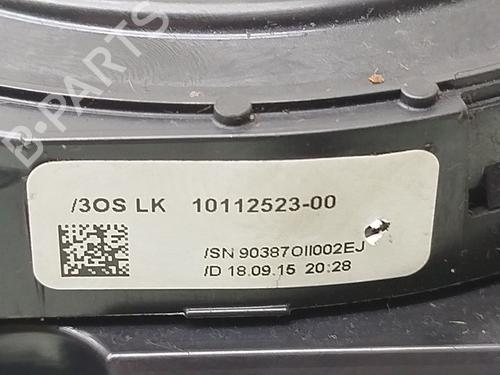 B-PARTS
/3OS LK 10112523-00
/SN 90387OII002EJ
/D 18.09.15 20:28